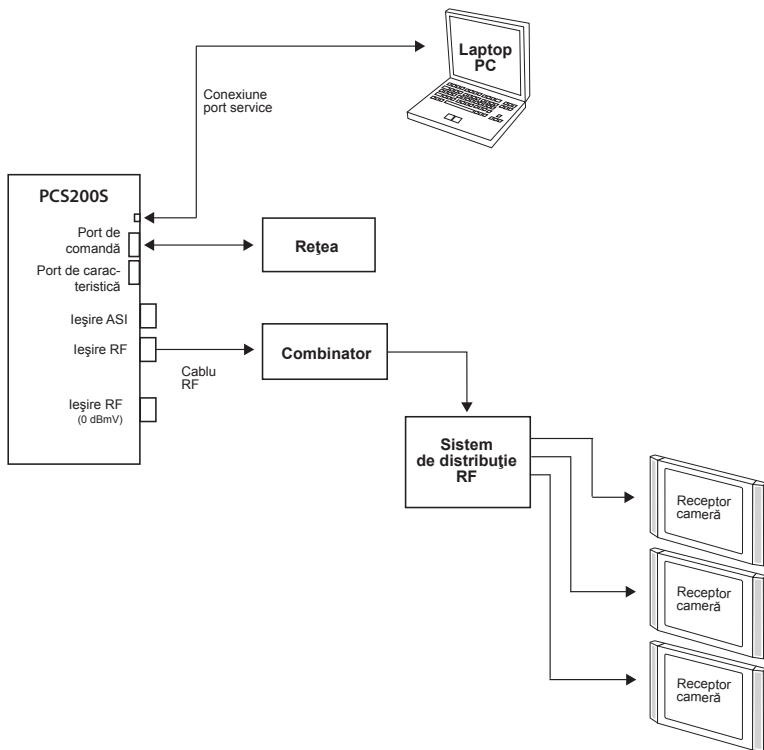 Laptop
PC
Conexiune
port service
PCS200S
Port de
comandă
Reţea
Port de carac-
teristică
Ieşire ASI
Ieşire RF
Combinator
Cablu
RF
Ieşire RF
(0 dBmV)
Sistem
de distribuţie
RF
Receptor
cameră
Receptor
cameră
Receptor
cameră